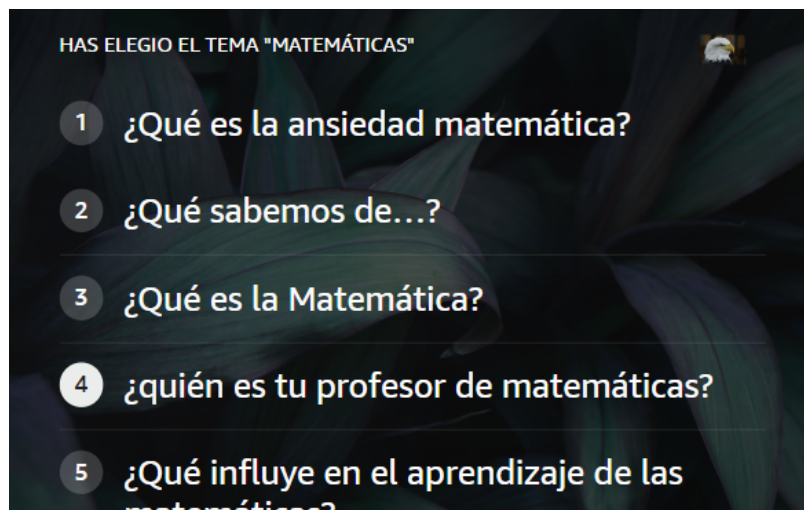 HAS ELEGIO EL TEMA "MATEMÁTICAS"
1 ¿Qué es la ansiedad matemática?
2 ¿Qué sabemos de...?
3 ¿Qué es la Matemática?
4 ¿quién es tu profesor de matemáticas?
5 ¿Qué influye en el aprendizaje de las
matemáticas?